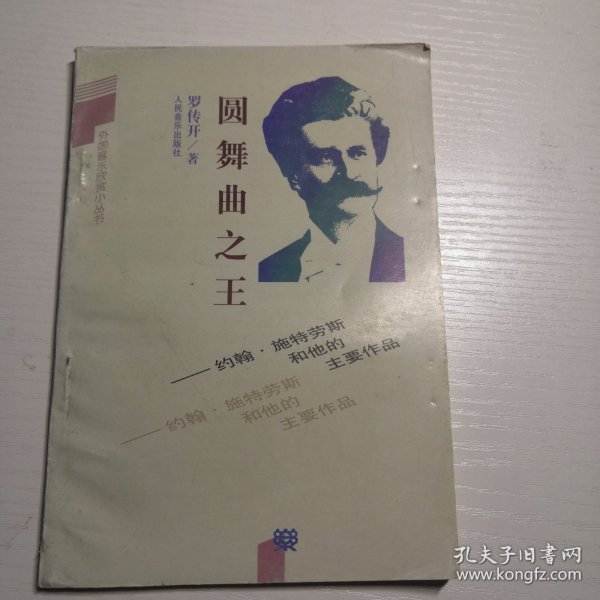 外国音乐欣赏小丛书
圆舞曲之王
罗传开／著
人民音乐出版社
——约翰·施特劳斯
和他的
主要作品
——约翰·施特劳斯
和他的
主要作品
孔夫子旧书网
www.kongfz.com